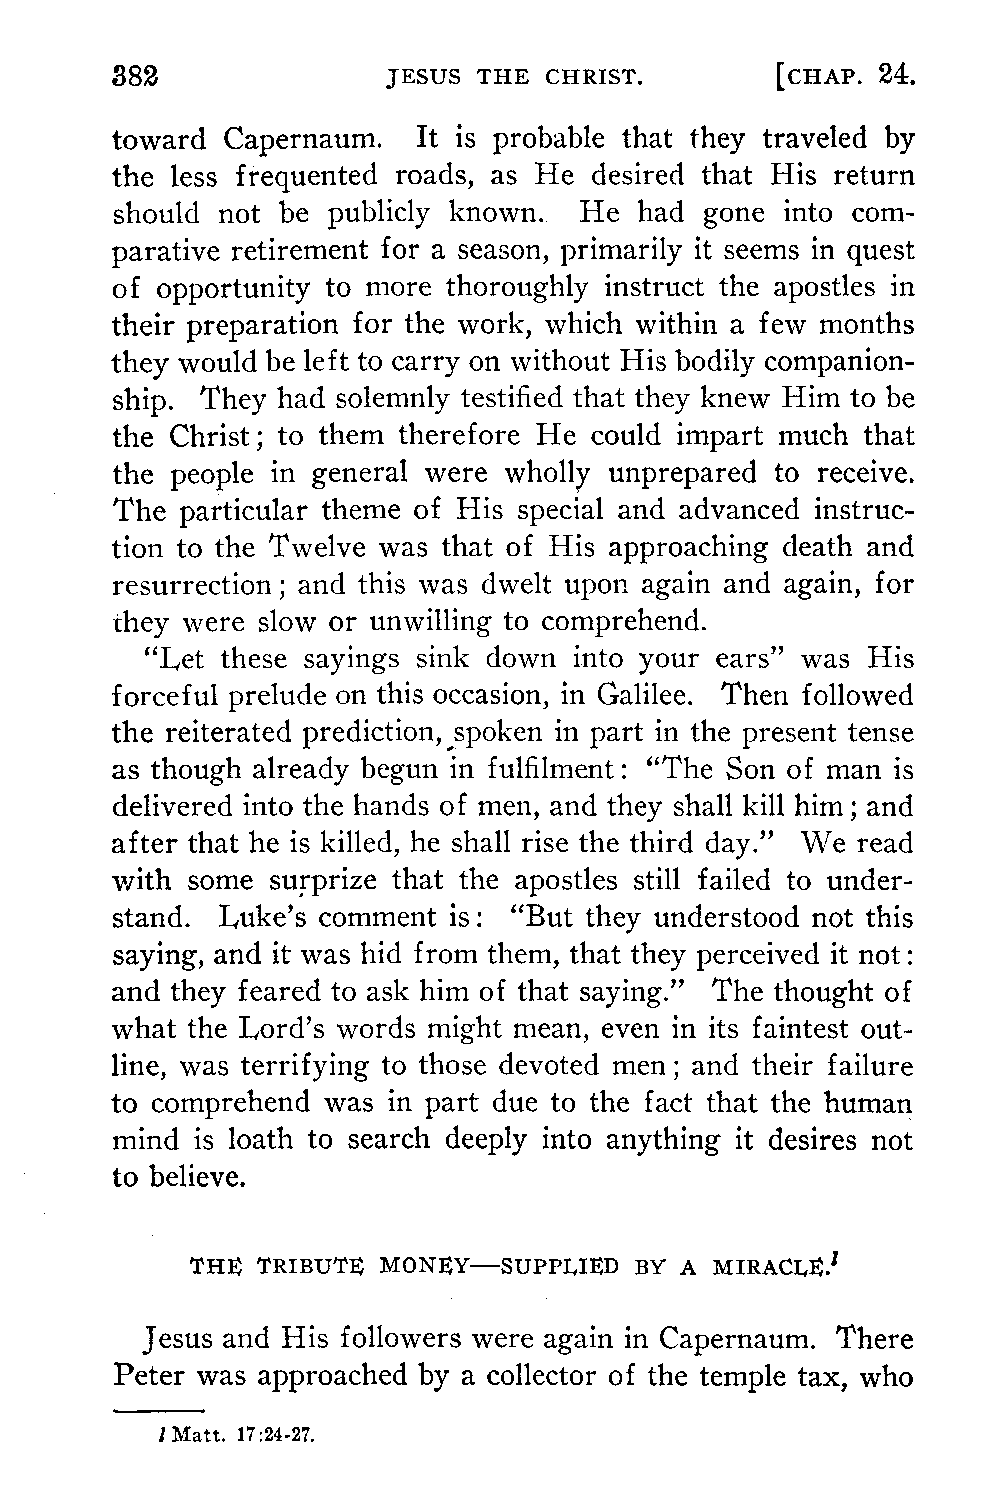 382 JESUS THE CHRIST. [CHAP. 24.
toward Capernaum. It is probable that they traveled by
the less frequented roads, as He desired that His return
should not be publicly known. He had gone into com-
parative retirement for a season, primarily it seems in quest
of opportunity to more thoroughly instruct the apostles in
their preparation for the work, which within a few months
they would be left to carry on without His bodily companion-
ship. They had solemnly testified that they knew Him to be
the Christ; to them therefore He could impart much that
the people in general were wholly unprepared to receive.
The particular theme of His special and advanced instruc-
tion to the Twelve was that of His approaching death and
resurrection; and this was dwelt upon again and again, for
they were slow or unwilling to comprehend.
“Let these sayings sink down into your ears” was His
forceful prelude on this occasion, in Galilee. Then followed
the reiterated prediction, spoken in part in the present tense
as though already begun in fulfilment: “The Son of man is
delivered into the hands of men, and they shall kill him; and
after that he is killed, he shall rise the third day.” We read
with some surprize that the apostles still failed to under-
stand. Luke’s comment is: “But they understood not this
saying, and it was hid from them, that they perceived it not:
and they feared to ask him of that saying.” The thought of
what the Lord’s words might mean, even in its faintest out-
line, was terrifying to those devoted men; and their failure
to comprehend was in part due to the fact that the human
mind is loath to search deeply into anything it desires not
to believe.
THE TRIBUTE MONEY—SUPPLIED BY A MIRACLE.l
Jesus and His followers were again in Capernaum. There
Peter was approached by a collector of the temple tax, who
l Matt. 17:24-27.